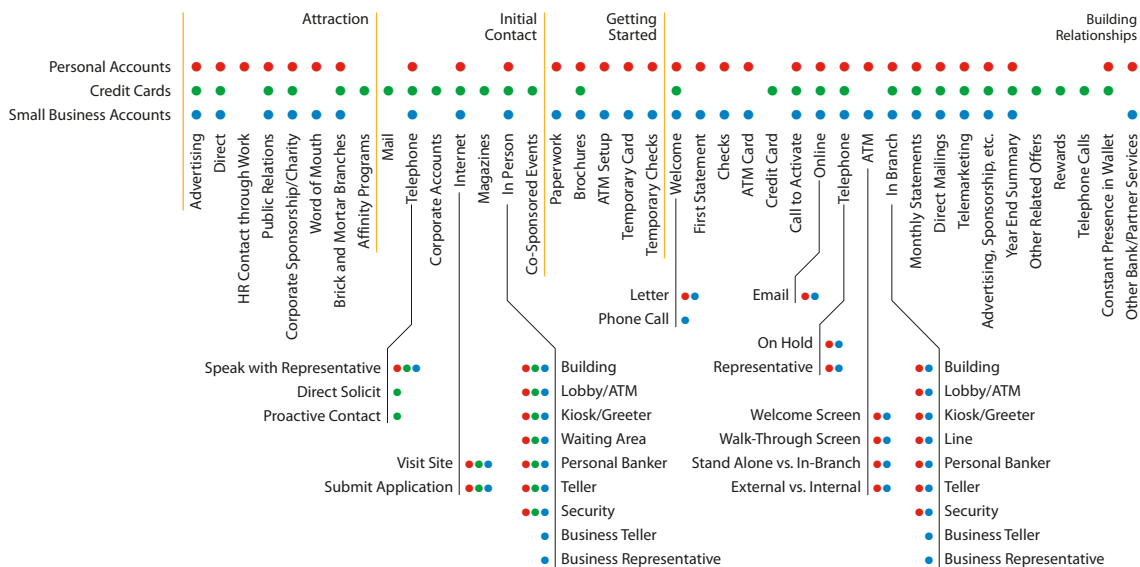 Attraction
Initial
Contact
Getting
Started
Building
Relationships
Personal Accounts
Credit Cards
Small Business Accounts
Advertising
Direct
HR Contact through Work
Public Relations
Corporate Sponsorship/Charity
Word of Mouth
Brick and Mortar Branches
Affinity Programs
Mail
Telephone
Corporate Accounts
Internet
Magazines
In Person
Co-Sponsored Events
Paperwork
Brochures
ATM Setup
Temporary Card
Temporary Checks
Welcome
First Statement
Checks
ATM Card
Credit Card
Call to Activate
Online
Telephone
ATM
In Branch
Monthly Statements
Direct Mailings
Telemarketing
Advertising, Sponsorship, etc.
Year End Summary
Other Related Offers
Rewards
Telephone Calls
Constant Presence in Wallet
Other Bank/Partner Services
Speak with Representative
Direct Solicit
Proactive Contact
Visit Site
Submit Application
Building
Lobby/ATM
Kiosk/Greeter
Waiting Area
Personal Banker
Teller
Security
Business Teller
Business Representative
Letter
Phone Call
Email
On Hold
Representative
Welcome Screen
Walk-Through Screen
Stand Alone vs. In-Branch
External vs. Internal
Building
Lobby/ATM
Kiosk/Greeter
Line
Personal Banker
Teller
Security
Business Teller
Business Representative